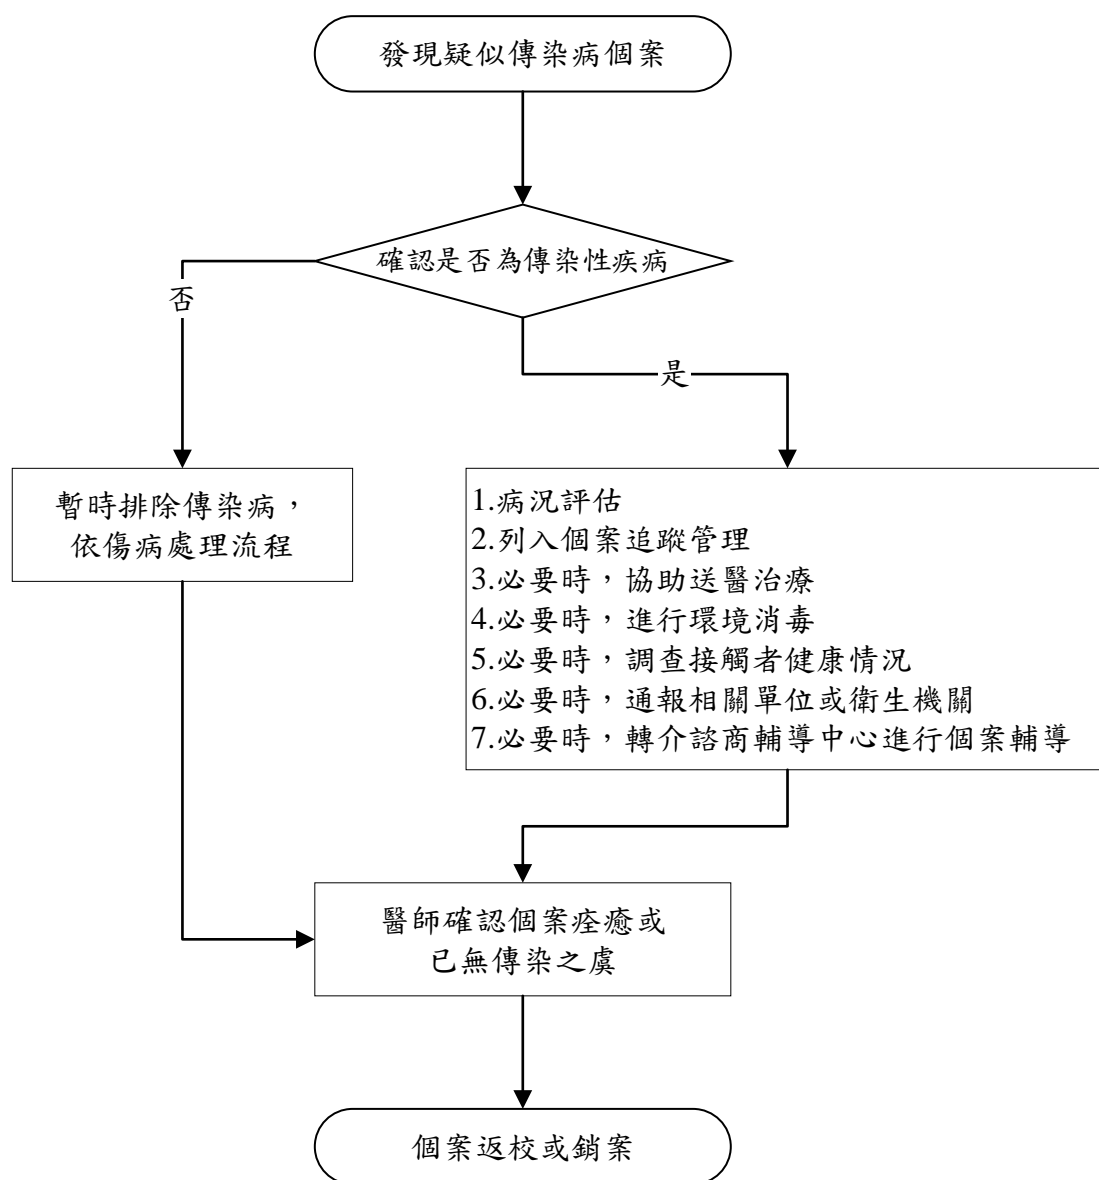 發現疑似傳染病個案
確認是否為傳染性疾病
否
是
暫時排除傳染病，
依傷病處理流程
1.病況評估
2.列入個案追蹤管理
3.必要時，協助送醫治療
4.必要時，進行環境消毒
5.必要時，調查接觸者健康情況
6.必要時，通報相關單位或衛生機關
7.必要時，轉介諮商輔導中心進行個案輔導
醫師確認個案痊癒或
已無傳染之虞
個案返校或銷案